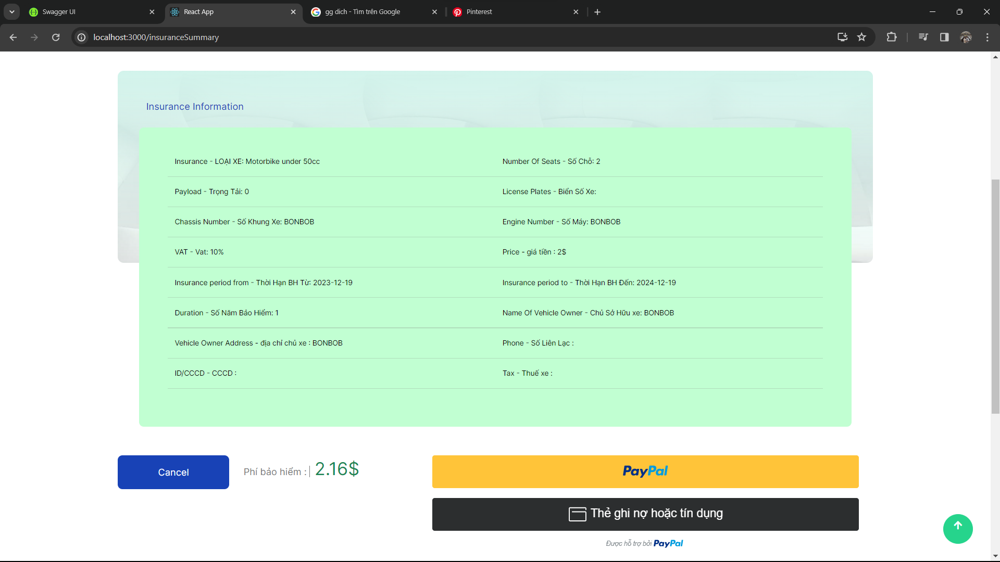 Swagger UI
React App
gg dich - Tìm trên Google
Pinterest
localhost:3000/insuranceSummary
Insurance Information
Insurance - LOẠI XE: Motorbike under 50cc
Number Of Seats - Số Chỗ: 2
Payload - Trọng Tải: 0
License Plates - Biển Số Xe:
Chassis Number - Số Khung Xe: BONBOB
Engine Number - Số Máy: BONBOB
VAT - Vat: 10%
Price - giá tiền : 2$
Insurance period from - Thời Hạn BH Từ: 2023-12-19
Insurance period to - Thời Hạn BH Đến: 2024-12-19
Duration - Số Năm Bảo Hiểm: 1
Name Of Vehicle Owner - Chủ Sở Hữu xe: BONBOB
Vehicle Owner Address - địa chỉ chủ xe : BONBOB
Phone - Số Liên Lạc :
ID/CCCD - CCCD :
Tax - Thuế xe :
Cancel
Phí bảo hiểm : 2.16$
PayPal
Thẻ ghi nợ hoặc tín dụng
Được hỗ trợ bởi PayPal